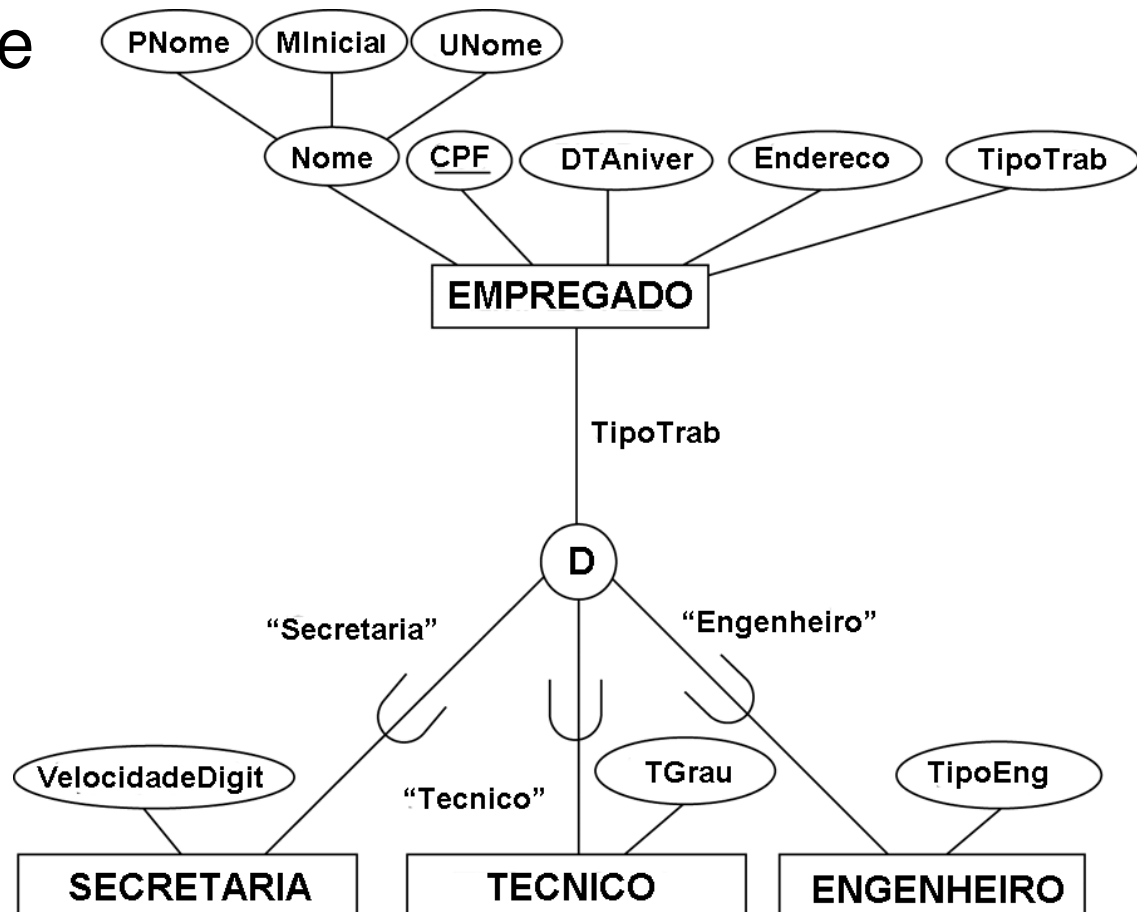 e
PNome MInicial UNome
Nome CPF DTAniver Endereco TipoTrab
EMPREGADO
TipoTrab
D
“Secretaria” “Engenheiro”
VelocidadeDigit “Tecnico” TGrau TipoEng
SECRETARIA TECNICO ENGENHEIRO